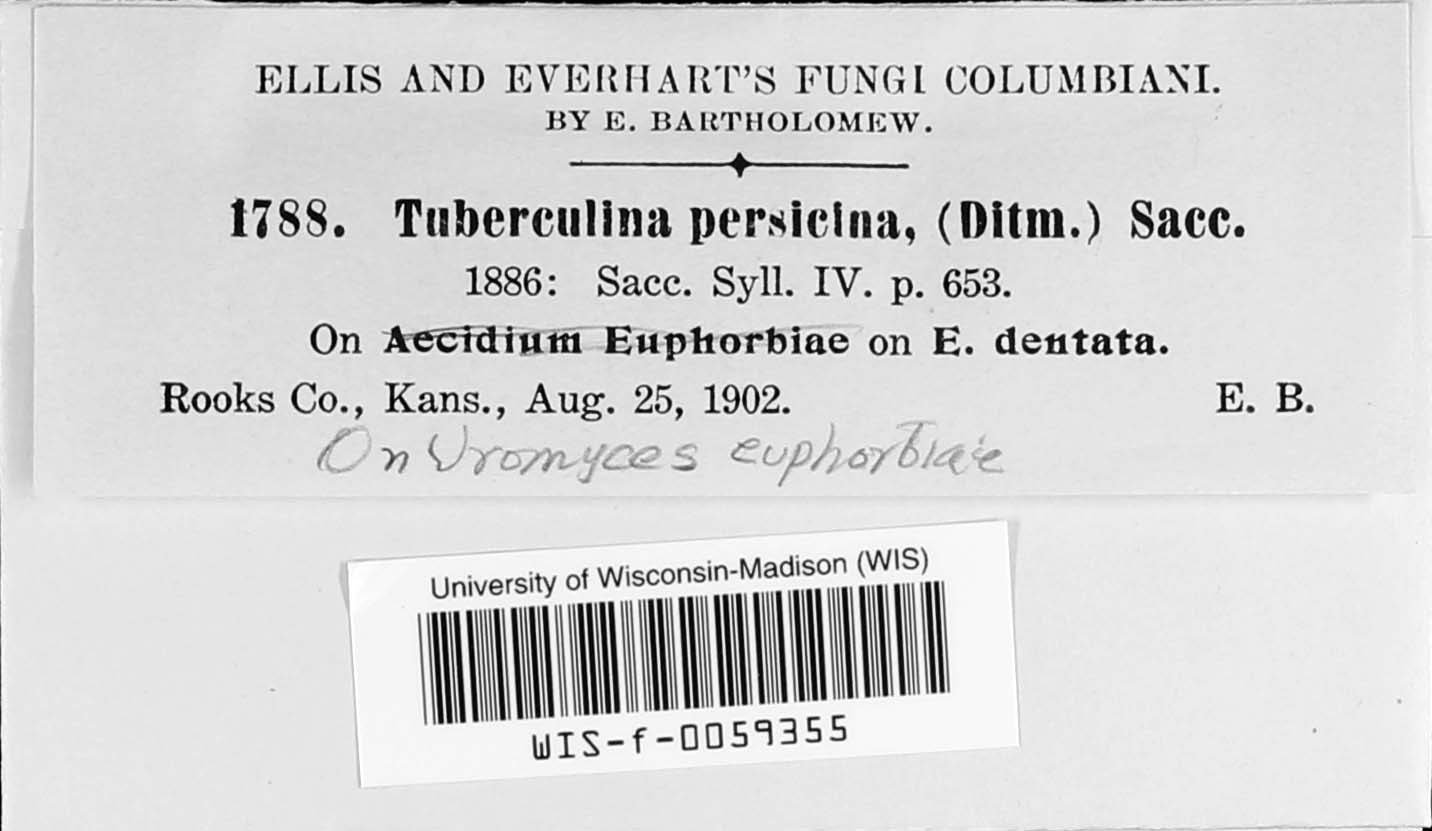 ELLIS AND EVERHART'S FUNGI COLUMBIANI.
BY E. BARTHOLOMEW.
1788. Tuberculina persicina, (Ditm.) Sacc.
1886: Sacc. Syll. IV. p. 653.
On Aecidium Euphorbiae on E. dentata.
Rooks Co., Kans., Aug. 25, 1902. E. B.
On Uromyces euphorbiae
University of Wisconsin-Madison (WIS)
WIS-f-0059355